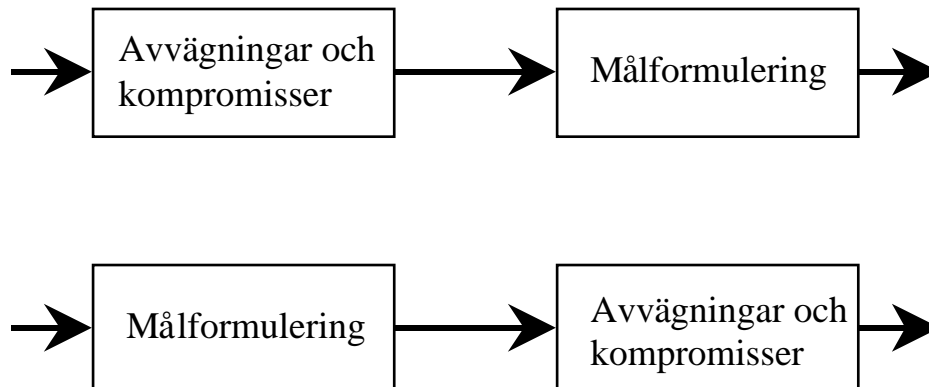 Avvägningar och
kompromisser
Målformulering
Målformulering
Avvägningar och
kompromisser